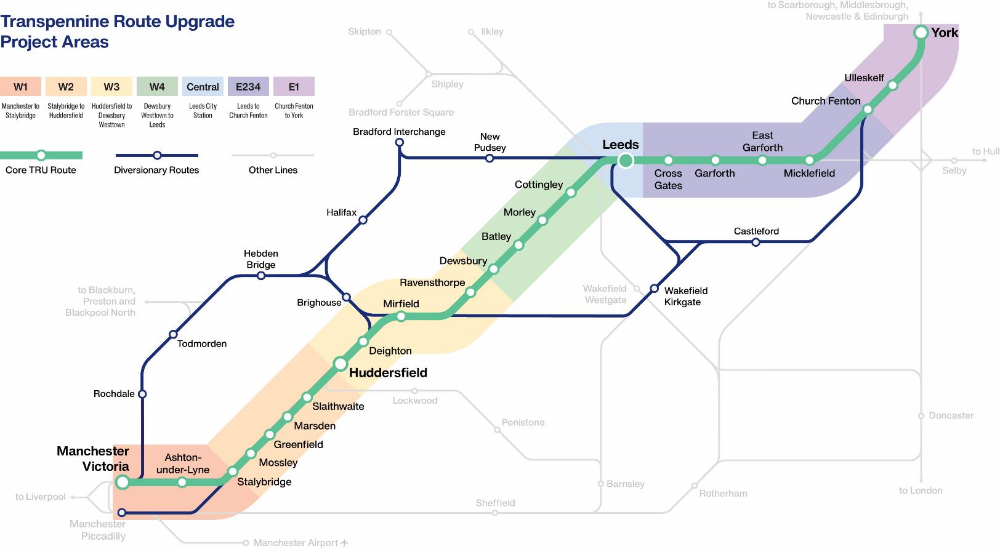 Transpennine Route Upgrade
Project Areas
W1
W2
W3
W4
Central
E234
E1
Manchester to
Stalybridge
Stalybridge to
Huddersfield
Huddersfield to
Dewsbury
Westtown
Dewsbury
Westtown to
Leeds
Leeds City
Station
Leeds to
Church Fenton
Church Fenton
to York
Core TRU Route
Diversionary Routes
Other Lines
to Scarborough, Middlesbrough,
Newcastle & Edinburgh
York
Skipton
Ilkley
Shipley
Bradford Forster Square
Ulleskelf
Church Fenton
Bradford Interchange
New
Pudsey
Leeds
East
Garforth
Cross
Gates
Garforth
Micklefield
to Hull
Selby
Cottingley
Morley
Batley
Dewsbury
Ravensthorpe
Mirfield
Halifax
Hebden
Bridge
Brighouse
Castleford
Wakefield
Westgate
Wakefield
Kirkgate
to Blackburn,
Preston and
Blackpool North
Todmorden
Deighton
Huddersfield
Rochdale
Lockwood
Slaithwaite
Marsden
Greenfield
Mossley
Stalybridge
Penistone
Doncaster
Manchester
Victoria
Ashton-
under-Lyne
to Liverpool
Barnsley
Rotherham
to London
Sheffield
Manchester
Piccadilly
Manchester Airport